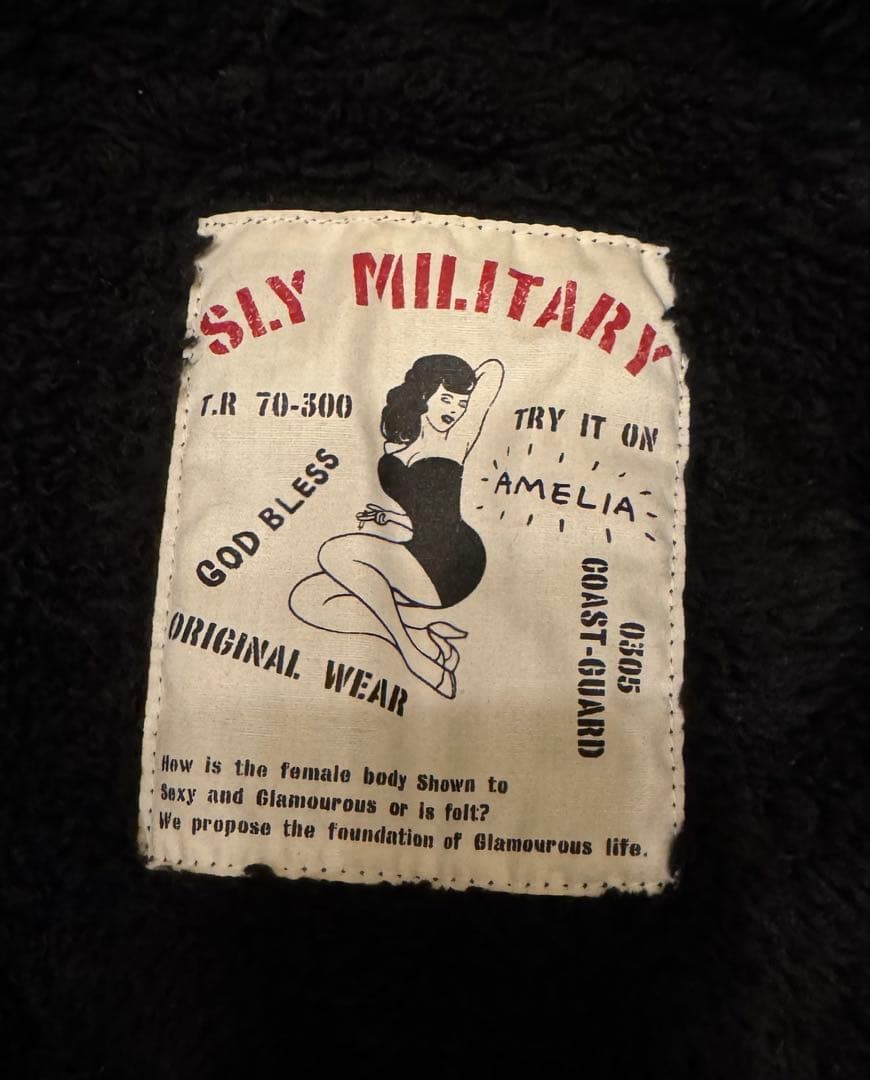 SLY MILITARY
T.R 70-300
TRY IT ON
AMELIA
GOD BLESS
0305
COAST-GUARD
ORIGINAL WEAR
How is the female body Shown to
Sexy and Glamourous or is folt?
We propose the foundation of Glamourous life.